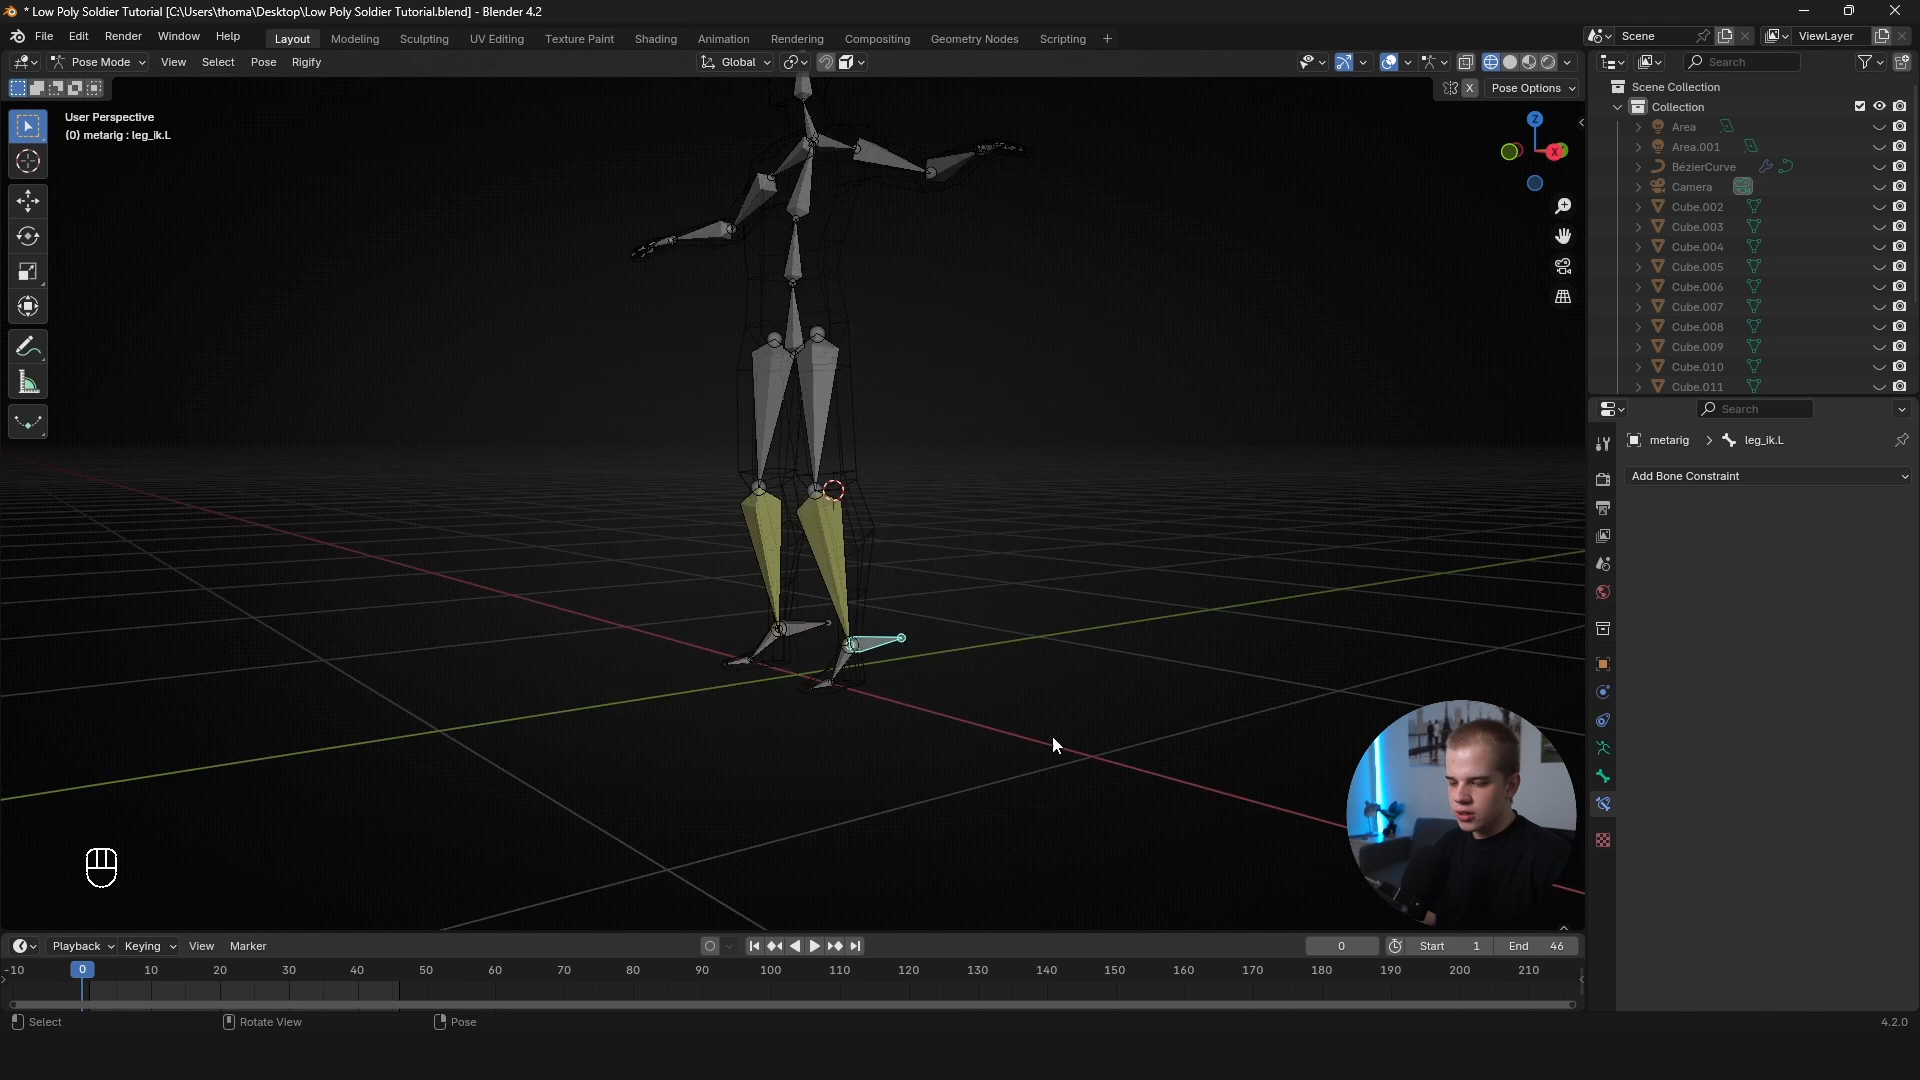 * Low Poly Soldier Tutorial [C:\Users\thoma\Desktop\Low Poly Soldier Tutorial.blend] - Blender 4.2
File Edit Render Window Help Layout Modeling Sculpting UV Editing Texture Paint Shading Animation Rendering Compositing Geometry Nodes Scripting + Scene ViewLayer
Pose Mode View Select Pose Rigify Global Search
X Pose Options
User Perspective
(0) metarig : leg_ik.L
Z
X
Scene Collection
Collection
Area
Area.001
BézierCurve
Camera
Cube.002
Cube.003
Cube.004
Cube.005
Cube.006
Cube.007
Cube.008
Cube.009
Cube.010
Cube.011
Search
metarig > leg_ik.L
Add Bone Constraint
Playback Keying View Marker 0 Start 1 End 46
-10 0 10 20 30 40 50 60 70 80 90 100 110 120 130 140 150 160 170 180 190 200 210
Select Rotate View Pose 4.2.0